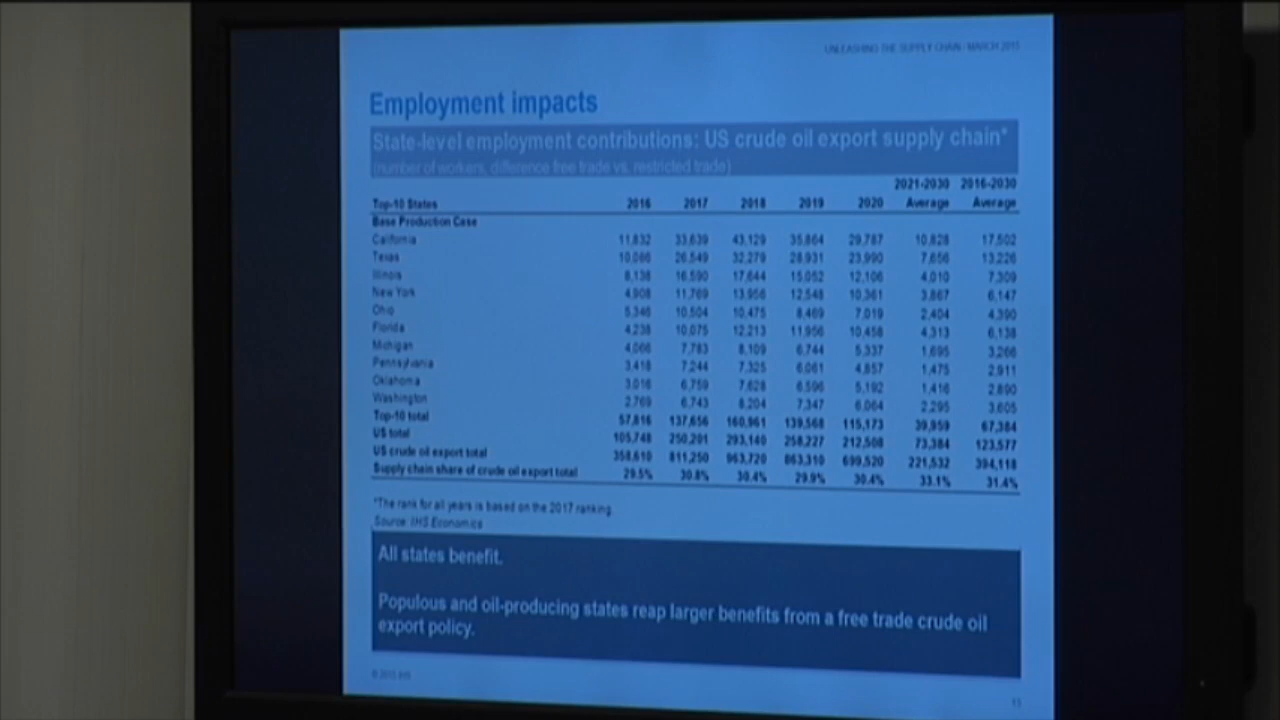 UNLEASHING THE SUPPLY CHAIN / MARCH 2015
Employment impacts
State-level employment contributions: US crude oil export supply chain*
(number of workers, difference free trade vs. restricted trade)
2021-2030 2016-2030
Top-10 States 2016 2017 2018 2019 2020 Average Average
Base Production Case
California 11,832 33,639 43,129 35,864 29,787 10,828 17,502
Texas 10,066 26,549 32,279 28,931 23,990 7,656 13,226
Illinois 8,138 16,590 17,644 15,052 12,106 4,010 7,309
New York 4,908 11,769 13,956 12,548 10,361 3,867 6,147
Ohio 5,346 10,504 10,475 8,469 7,019 2,404 4,390
Florida 4,238 10,075 12,213 11,956 10,458 4,313 6,138
Michigan 4,066 7,783 8,109 6,744 5,337 1,695 3,266
Pennsylvania 3,418 7,244 7,325 6,061 4,857 1,475 2,911
Oklahoma 3,016 6,759 7,628 6,596 5,192 1,416 2,890
Washington 2,769 6,743 8,204 7,347 6,064 2,295 3,605
Top-10 total 57,816 137,656 160,961 139,568 115,173 39,959 67,384
US total 105,748 250,201 293,140 258,227 212,508 73,384 123,577
US crude oil export total 358,610 811,250 963,720 863,310 699,520 221,532 394,118
Supply chain share of crude oil export total 29.5% 30.8% 30.4% 29.9% 30.4% 33.1% 31.4%
*The rank for all years is based on the 2017 ranking.
Source: IHS Economics
All states benefit.
Populous and oil-producing states reap larger benefits from a free trade crude oil
export policy.
© 2015 IHS
13